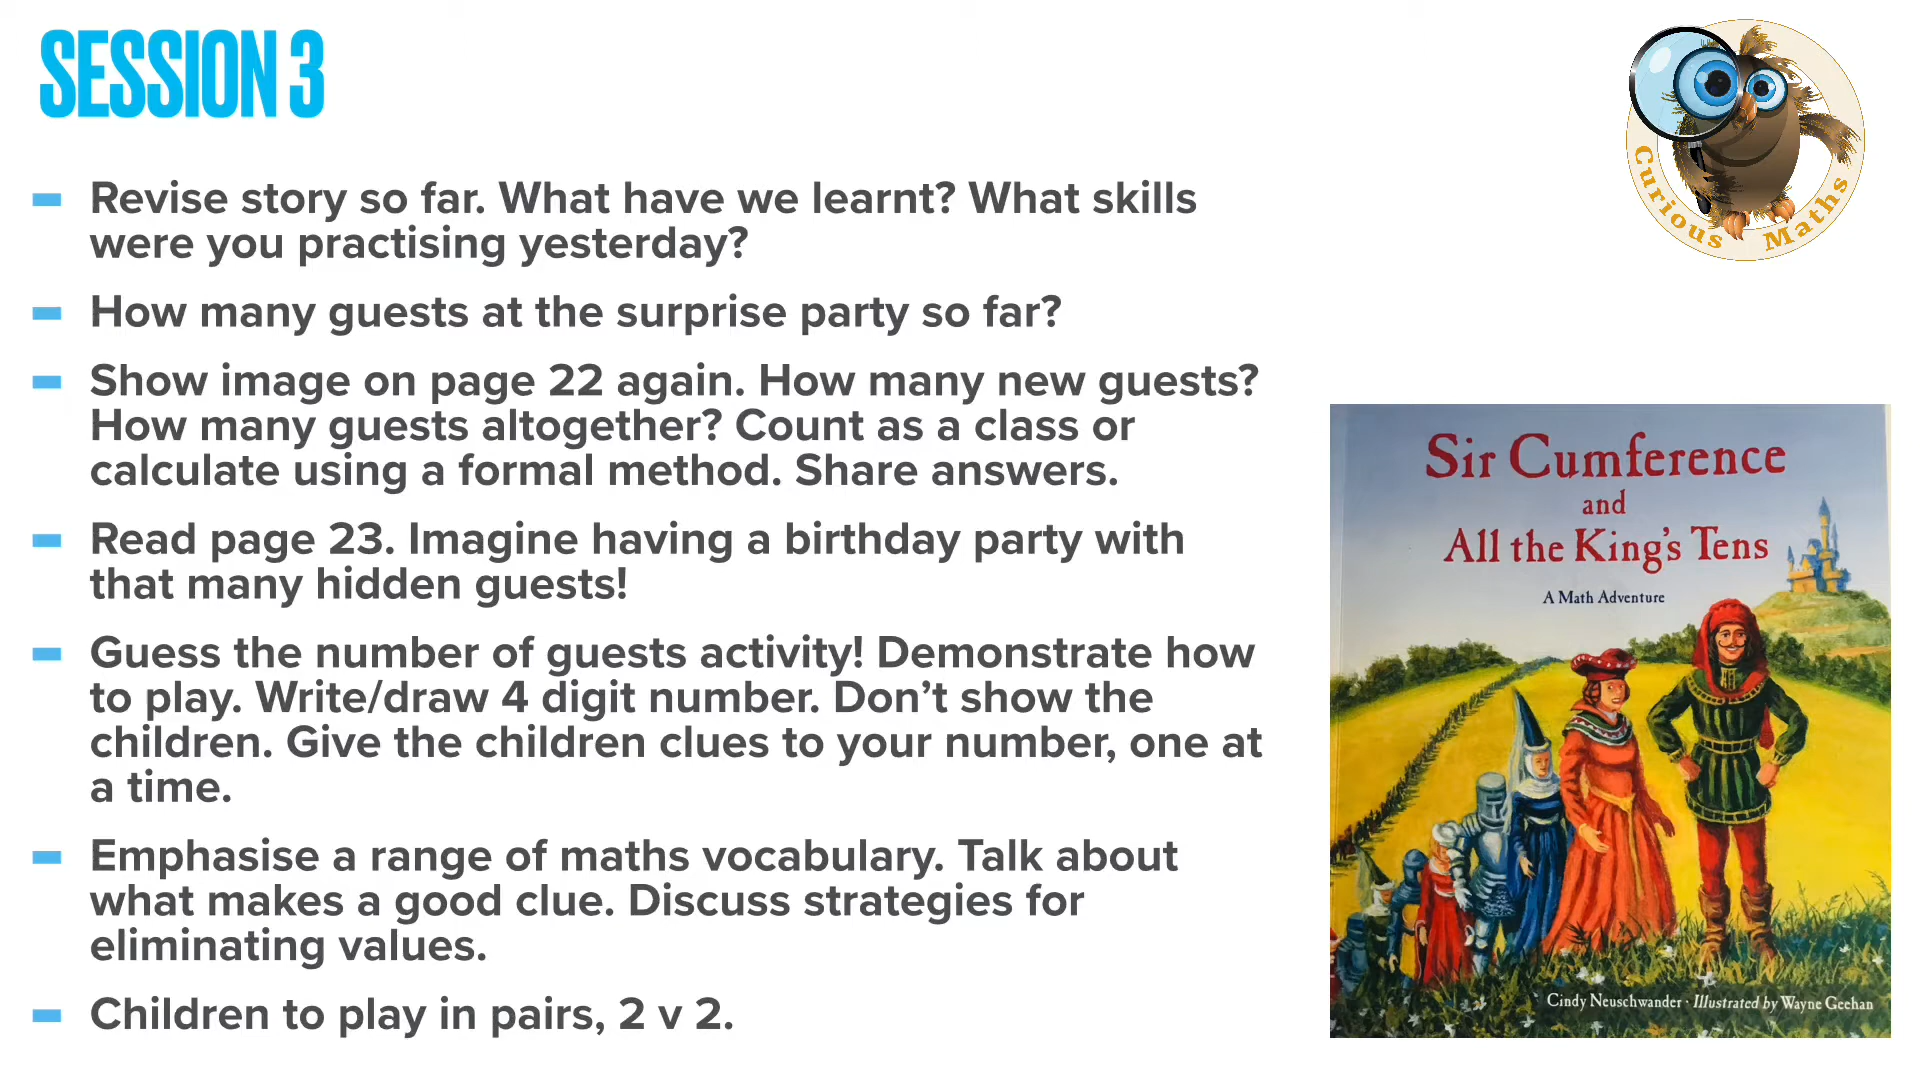 SESSION 3
Curious Maths
Revise story so far. What have we learnt? What skills
were you practising yesterday?
How many guests at the surprise party so far?
Show image on page 22 again. How many new guests?
How many guests altogether? Count as a class or
calculate using a formal method. Share answers.
Read page 23. Imagine having a birthday party with
that many hidden guests!
Guess the number of guests activity! Demonstrate how
to play. Write/draw 4 digit number. Don’t show the
children. Give the children clues to your number, one at
a time.
Emphasise a range of maths vocabulary. Talk about
what makes a good clue. Discuss strategies for
eliminating values.
Children to play in pairs, 2 v 2.
Sir Cumference
and
All the King's Tens
A Math Adventure
Cindy Neuschwander · Illustrated by Wayne Geehan